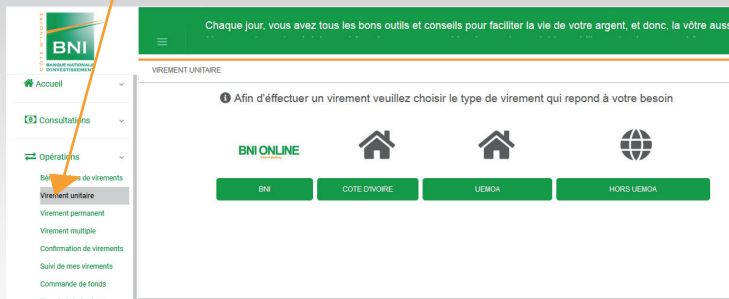 BNI
BANQUE NATIONALE
D'INVESTISSEMENT
Chaque jour, vous avez tous les bons outils et conseils pour faciliter la vie de votre argent, et donc, la vôtre auss
VIREMENT UNITAIRE
Accueil
Consultations
Opérations
de virements
Virement unitaire
Virement permanent
Virement multiple
Confirmation de virements
Suivi de mes virements
Commande de fonds
Afin d'éffectuer un virement veuillez choisir le type de virement qui repond à votre besoin
BNI ONLINE
BNI
COTE D'IVOIRE
UEMOA
HORS UEMOA